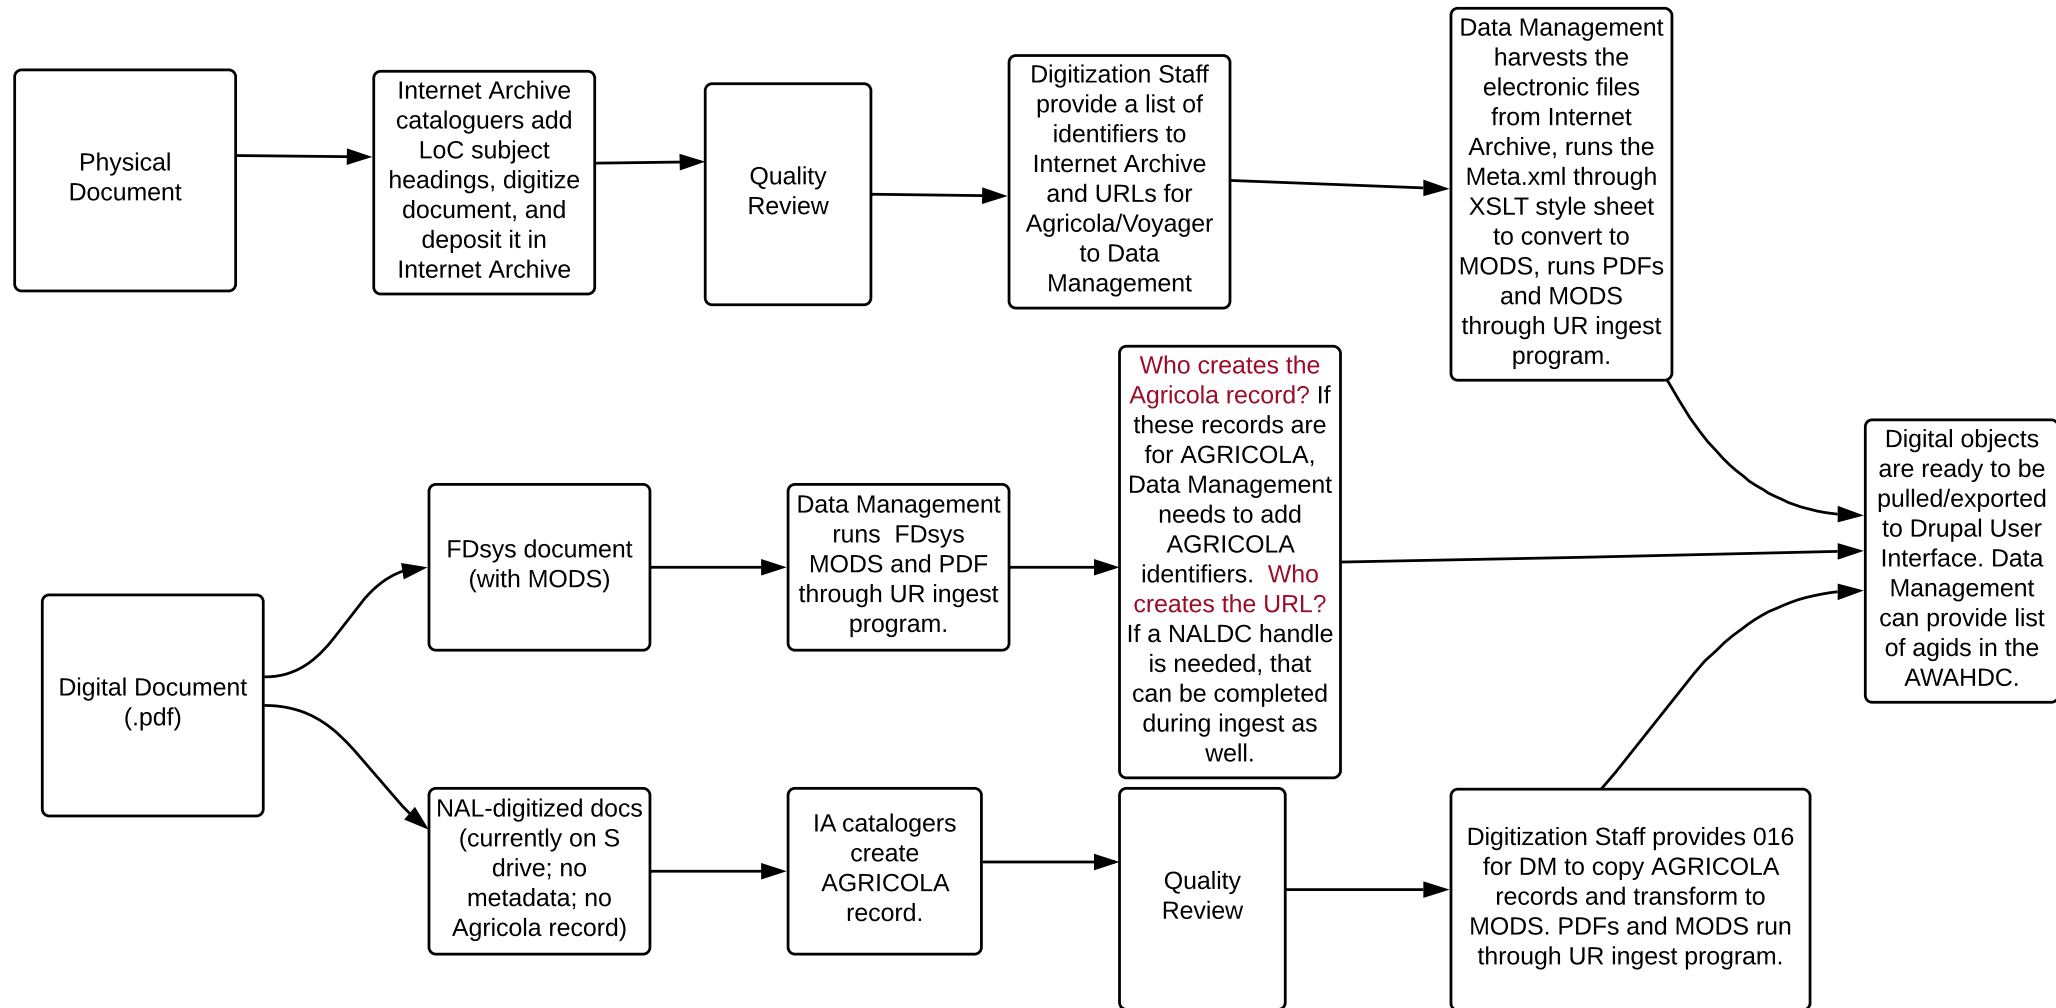 Physical
Document
Internet Archive
cataloguers add
LoC subject
headings, digitize
document, and
deposit it in
Internet Archive
Quality
Review
Digitization Staff
provide a list of
identifiers to
Internet Archive
and URLs for
Agricola/Voyager
to Data
Management
Data Management
harvests the
electronic files
from Internet
Archive, runs the
Meta.xml through
XSLT style sheet
to convert to
MODS, runs PDFs
and MODS
through UR ingest
program.
Digital Document
(.pdf)
FDsys document
(with MODS)
Data Management
runs  FDsys
MODS and PDF
through UR ingest
program.
Who creates the
Agricola record? If
these records are
for AGRICOLA,
Data Management
needs to add
AGRICOLA
identifiers.  Who
creates the URL?
If a NALDC handle
is needed, that
can be completed
during ingest as
well.
NAL-digitized docs
(currently on S
drive; no
metadata; no
Agricola record)
IA catalogers
create
AGRICOLA
record.
Quality
Review
Digitization Staff provides 016
for DM to copy AGRICOLA
records and transform to
MODS. PDFs and MODS run
through UR ingest program.
Digital objects
are ready to be
pulled/exported
to Drupal User
Interface. Data
Management
can provide list
of agids in the
AWAHDC.